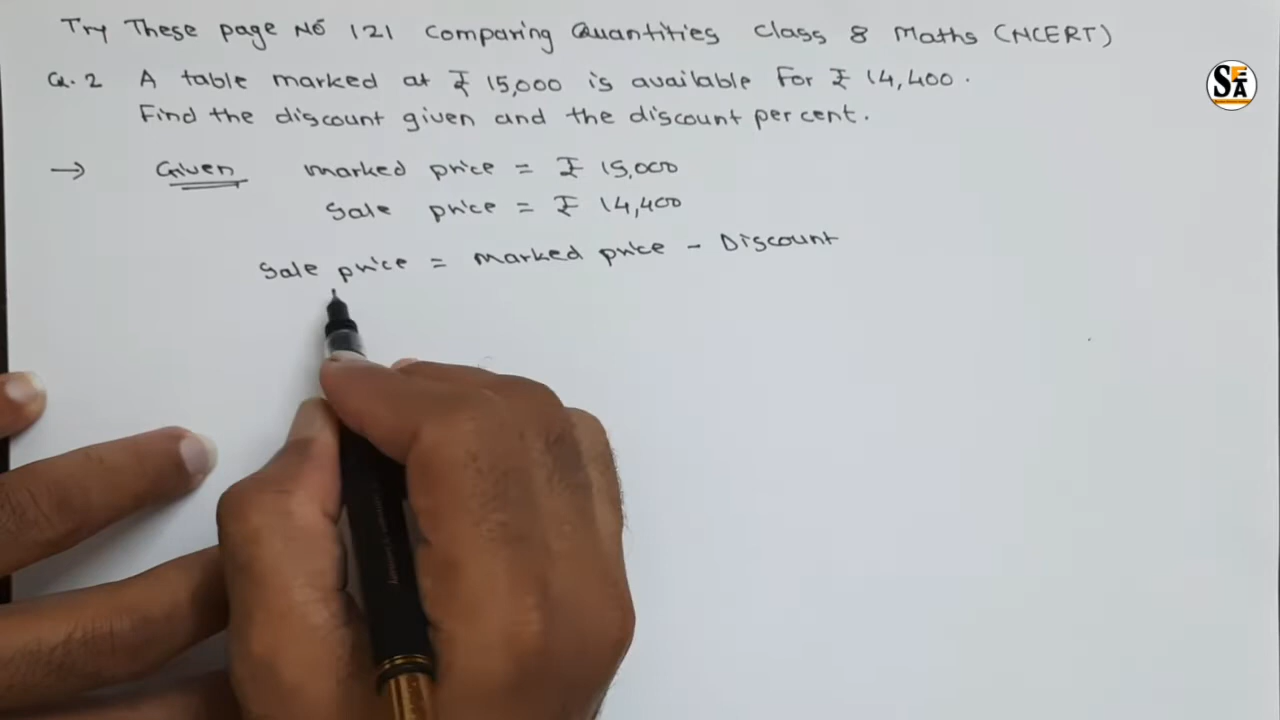 Try These page No 121 Comparing Quantities Class 8 Maths (NCERT)
Q. 2 A table marked at ₹ 15,000 is available for ₹ 14,400.
Find the discount given and the discount per cent.
→ Given marked price = ₹ 15,000
Sale price = ₹ 14,400
Sale price = marked price - Discount
SFTA